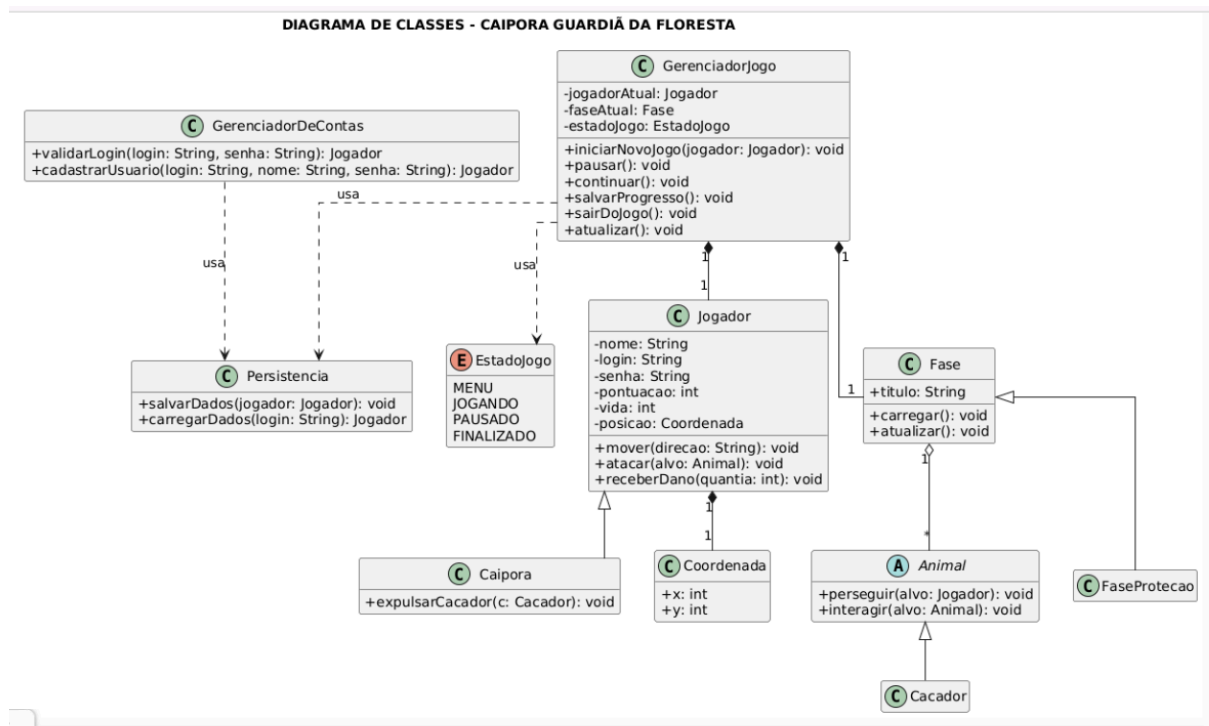 DIAGRAMA DE CLASSES - CAIPORA GUARDIÃ DA FLORESTA
C GerenciadorJogo
-jogadorAtual: Jogador
-faseAtual: Fase
-estadoJogo: EstadoJogo
+iniciarNovoJogo(jogador: Jogador): void
+pausar(): void
+continuar(): void
+salvarProgresso(): void
+sairDoJogo(): void
+atualizar(): void
C GerenciadorDeContas
+validarLogin(login: String, senha: String): Jogador
+cadastrarUsuario(login: String, nome: String, senha: String): Jogador
usa
usa
usa
1
1
1
1
C Jogador
-nome: String
-login: String
-senha: String
-pontuacao: int
-vida: int
-posicao: Coordenada
+mover(direcao: String): void
+atacar(alvo: Animal): void
+receberDano(quantia: int): void
E EstadoJogo
MENU
JOGANDO
PAUSADO
FINALIZADO
C Persistencia
+salvarDados(jogador: Jogador): void
+carregarDados(login: String): Jogador
C Fase
+titulo: String
+carregar(): void
+atualizar(): void
1
1
1
*
C Caipora
+expulsarCacador(c: Cacador): void
C Coordenada
+x: int
+y: int
A Animal
+perseguir(alvo: Jogador): void
+interagir(alvo: Animal): void
C FaseProtecao
C Cacador